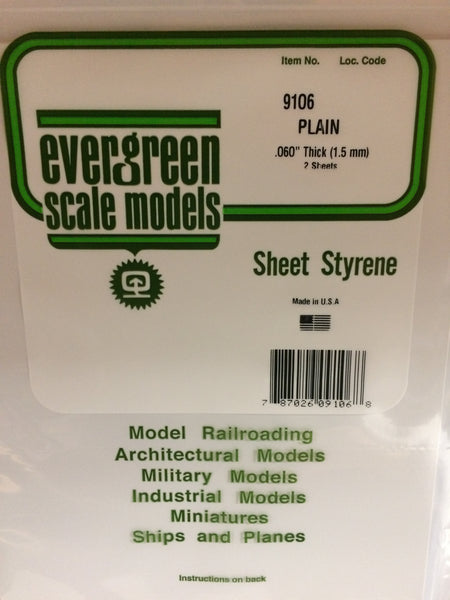 Item No. Loc. Code
9106
PLAIN
.060" Thick (1.5 mm)
2 Sheets
evergreen
scale models
Sheet Styrene
Made in U.S.A
7 87026 09106 8
Model Railroading
Architectural Models
Military Models
Industrial Models
Miniatures
Ships and Planes
Instructions on back